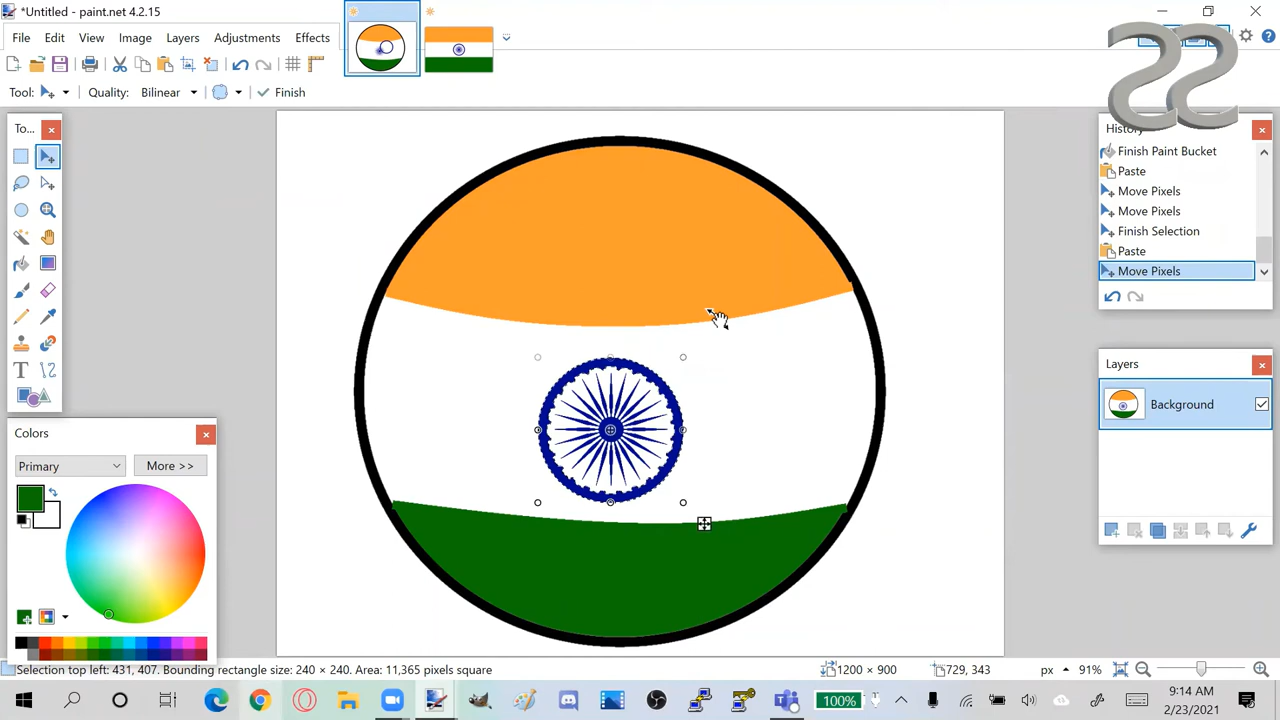 *Untitled - paint.net 4.2.15
File Edit View Image Layers Adjustments Effects
Tool: Quality: Bilinear Finish
To...
History
Finish Paint Bucket
Paste
Move Pixels
Move Pixels
Finish Selection
Paste
Move Pixels
Layers
Background
Colors
Primary More >>
Selection top left: 431, 407. Bounding rectangle size: 240 × 240. Area: 11,365 pixels square 1200 × 900 729, 343 px 91%
100%
9:14 AM
2/23/2021